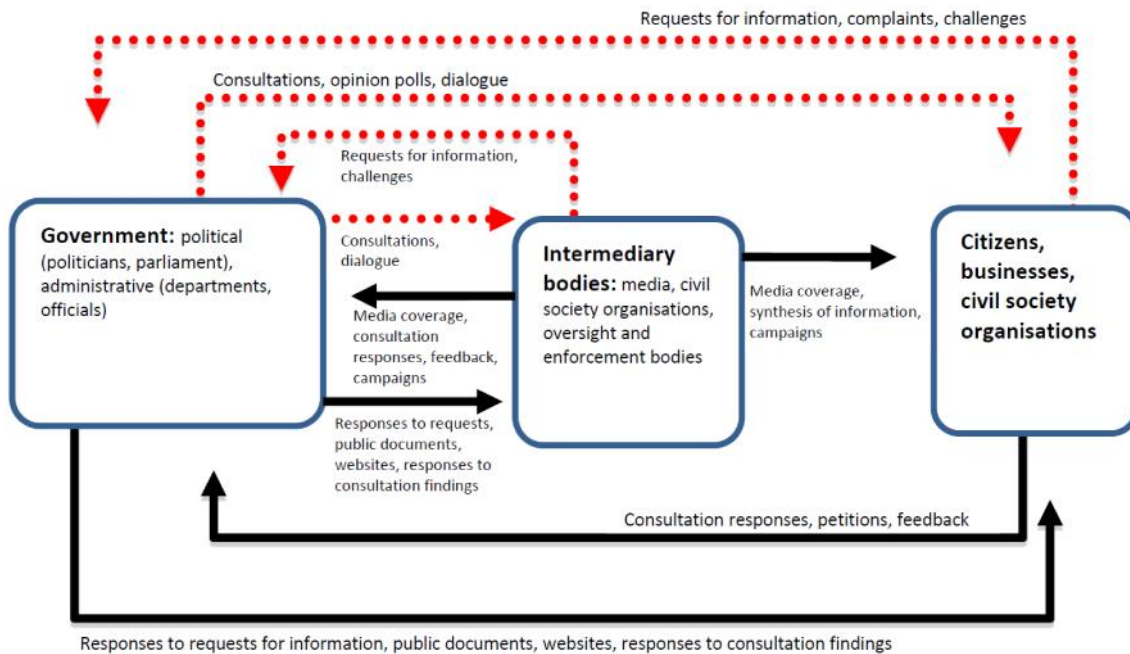 Requests for information, complaints, challenges
Consultations, opinion polls, dialogue
Requests for information,
challenges
Government: political
(politicians, parliament),
administrative (departments,
officials)
Consultations,
dialogue
Intermediary
bodies: media, civil
society organisations,
oversight and
enforcement bodies
Citizens,
businesses,
civil society
organisations
Media coverage,
synthesis of information,
campaigns
Media coverage,
consultation
responses, feedback,
campaigns
Responses to requests,
public documents,
websites, responses to
consultation findings
Consultation responses, petitions, feedback
Responses to requests for information, public documents, websites, responses to consultation findings